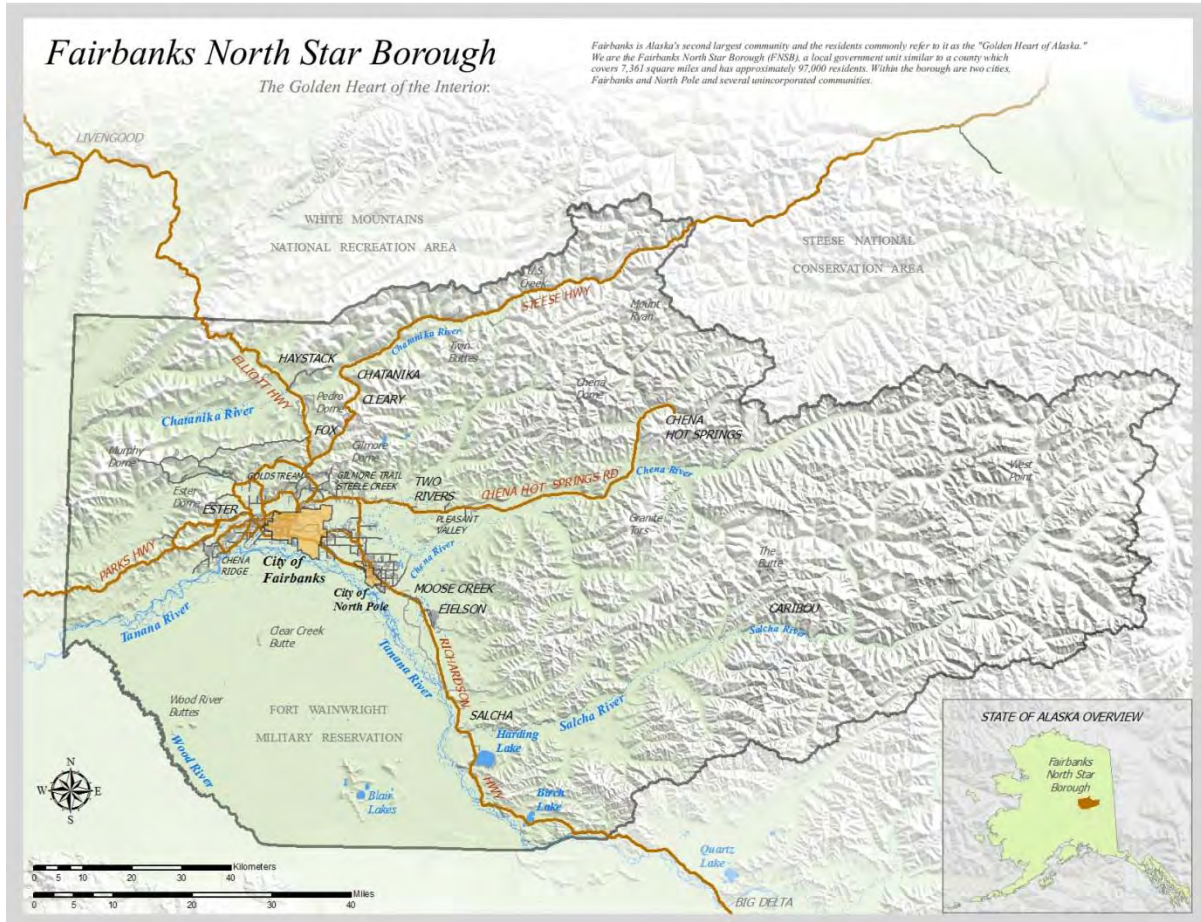 Fairbanks North Star Borough
The Golden Heart of the Interior.
Fairbanks is Alaska's second largest community and the residents commonly refer to it as the "Golden Heart of Alaska."
We are the Fairbanks North Star Borough (FNSB), a local government unit similar to a county which
covers 7,361 square miles and has approximately 97,000 residents. Within the borough are two cities,
Fairbanks and North Pole and several unincorporated communities.
LIVENGOOD
WHITE MOUNTAINS
NATIONAL RECREATION AREA
STEESE NATIONAL
CONSERVATION AREA
U.S.
Creek
STEESE HWY
Mount
Ryan
Chatanika River
Twin
Buttes
HAYSTACK
ELLIOTT HWY
CHATANIKA
CLEARY
Pedro
Dome
Chena
Dome
Chatanika River
FOX
CHENA
HOT SPRINGS
Murphy
Dome
Gilmore
Dome
GOLDSTREAM
GILMORE TRAIL
STEELE CREEK
TWO
RIVERS
CHENA HOT SPRINGS RD
Chena River
West
Point
Ester
Dome
ESTER
PLEASANT
VALLEY
Granite
Tors
PARKS HWY
CHENA
RIDGE
City of
Fairbanks
Chena River
The
Butte
City of
North Pole
MOOSE CREEK
EIELSON
CARIBOU
Salcha River
Tanana River
Clear Creek
Butte
Tanana River
RICHARDSON
HWY
Wood River
Buttes
FORT WAINWRIGHT
MILITARY RESERVATION
SALCHA
Salcha River
Harding
Lake
Wood River
Blair
Lakes
Birch
Lake
Quartz
Lake
BIG DELTA
STATE OF ALASKA OVERVIEW
Fairbanks
North Star
Borough
N
W E
S
Kilometers
0 5 10 20 30 40
Miles
0 5 10 20 30 40